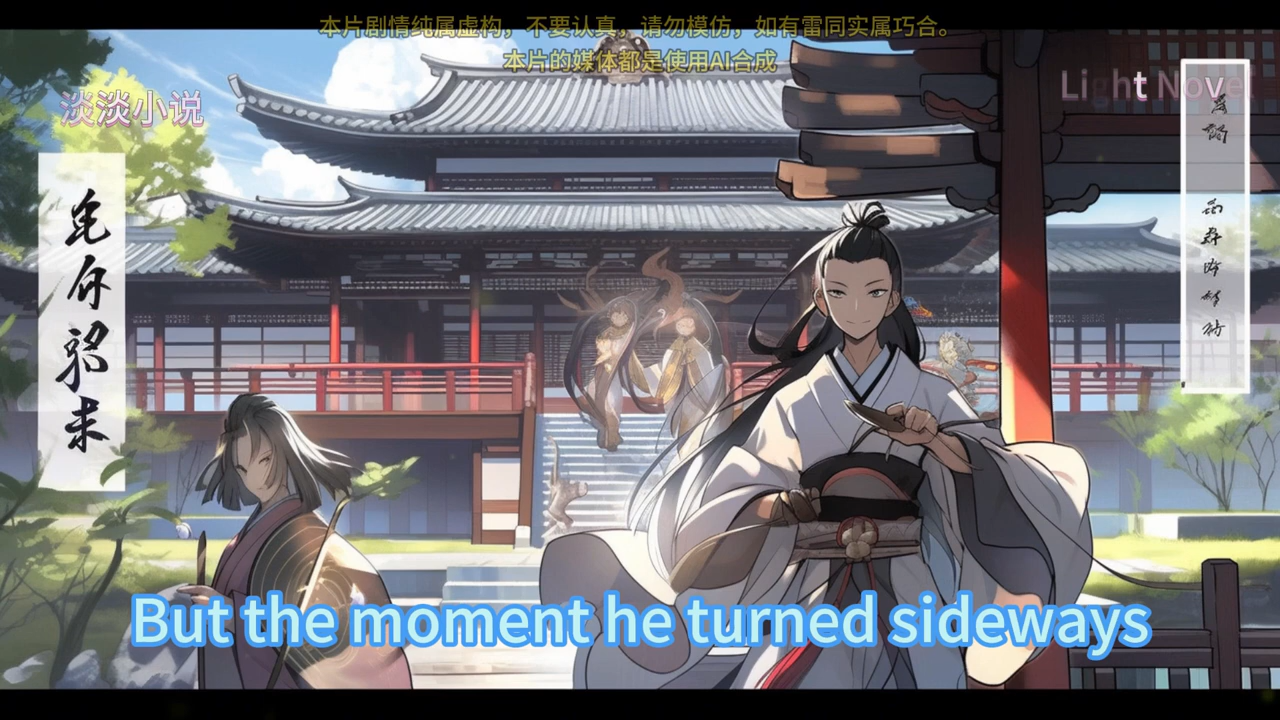 本片剧情纯属虚构，不要认真，请勿模仿，如有雷同实属巧合。
本片的媒体都是使用AI合成
淡淡小说
Light Novel
But the moment he turned sideways